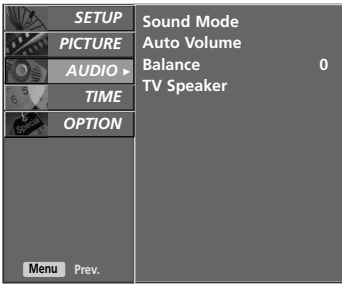 SETUP
PICTURE
AUDIO
TIME
OPTION
Menu Prev.
Sound Mode
Auto Volume
Balance 0
TV Speaker